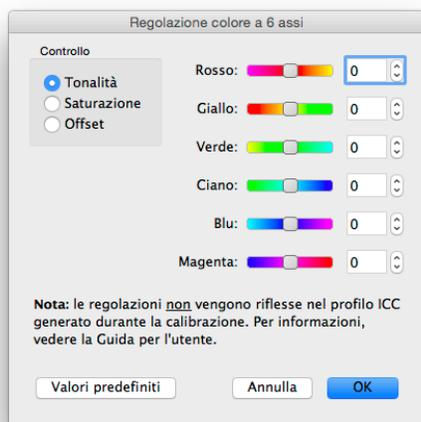 Regolazione colore a 6 assi
Controllo
Tonalità
Saturazione
Offset
Rosso: 0
Giallo: 0
Verde: 0
Ciano: 0
Blu: 0
Magenta: 0
Nota: le regolazioni non vengono riflesse nel profilo ICC
generato durante la calibrazione. Per informazioni,
vedere la Guida per l'utente.
Valori predefiniti Annulla OK